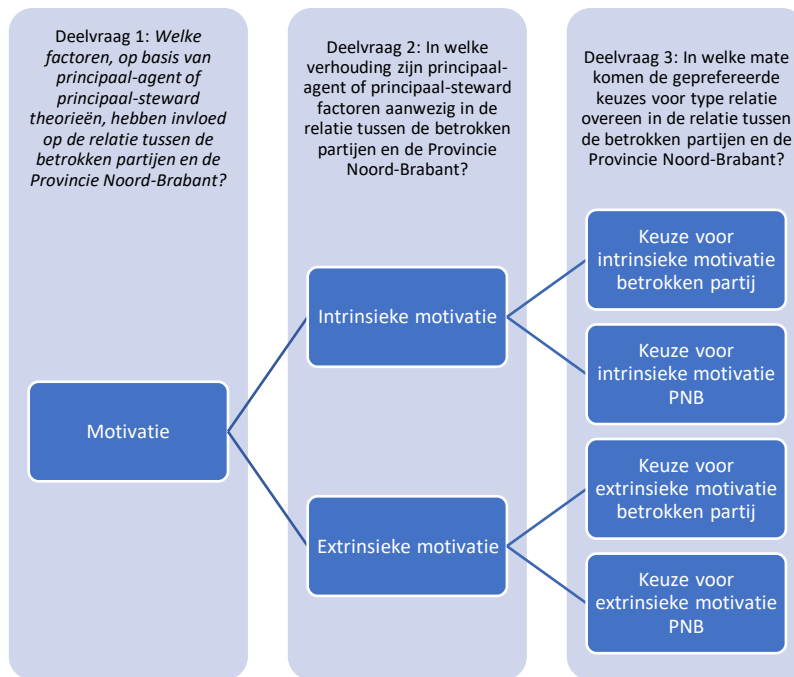 Deelvraag 1: Welke
factoren, op basis van
principaal-agent of
principaal-steward
theorieën, hebben invloed
op de relatie tussen de
betrokken partijen en de
Provincie Noord-Brabant?
Deelvraag 2: In welke
verhouding zijn principaal-
agent of principaal-steward
factoren aanwezig in de
relatie tussen de betrokken
partijen en de Provincie
Noord-Brabant?
Deelvraag 3: In welke mate
komen de geprefereerde
keuzes voor type relatie
overeen in de relatie tussen
de betrokken partijen en de
Provincie Noord-Brabant?
Motivatie
Intrinsieke motivatie
Extrinsieke motivatie
Keuze voor
intrinsieke motivatie
betrokken partij
Keuze voor
intrinsieke motivatie
PNB
Keuze voor
extrinsieke motivatie
betrokken partij
Keuze voor
extrinsieke motivatie
PNB